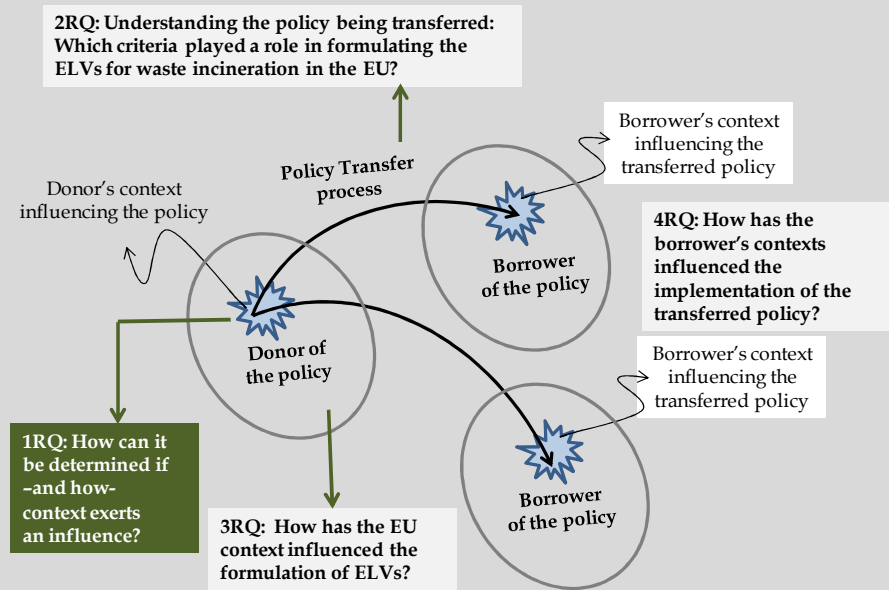 2RQ: Understanding the policy being transferred:
Which criteria played a role in formulating the
ELVs for waste incineration in the EU?
Borrower's context
influencing the
transferred policy
Policy Transfer
process
Donor's context
influencing the policy
4RQ: How has the
borrower's contexts
influenced the
implementation of the
transferred policy?
Borrower
of the policy
Donor of
the policy
Borrower's context
influencing the
transferred policy
1RQ: How can it
be determined if
–and how-
context exerts
an influence?
Borrower
of the policy
3RQ: How has the EU
context influenced the
formulation of ELVs?